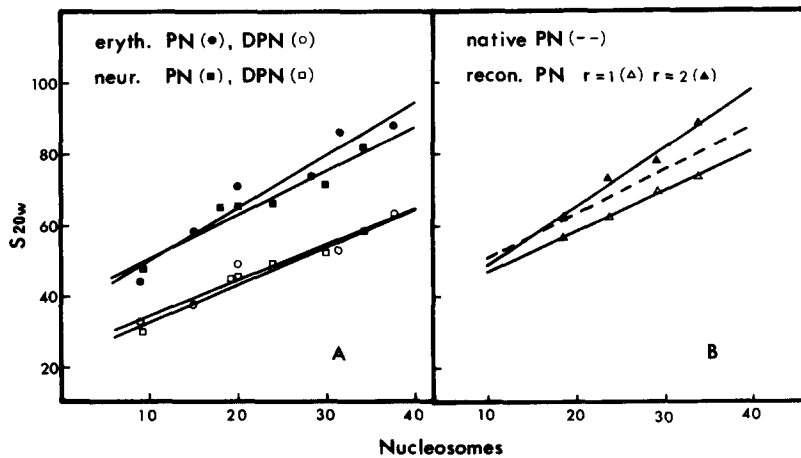 eryth. PN (●), DPN (○)
neur. PN (■), DPN (□)
native PN (--)
recon. PN r=1 (△) r=2 (▲)
100
80
60
40
20
S20w
10 20 30 40
10 20 30 40
A
B
Nucleosomes